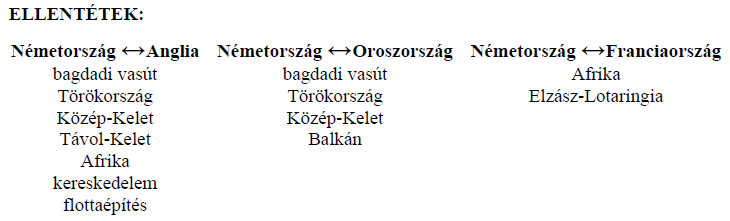 ELLENTÉTEK:
Németország ↔Anglia Németország ↔Oroszország Németország ↔Franciaország
bagdadi vasút bagdadi vasút Afrika
Törökország Törökország Elzász-Lotaringia
Közép-Kelet Közép-Kelet
Távol-Kelet Balkán
Afrika
kereskedelem
flottaépítés